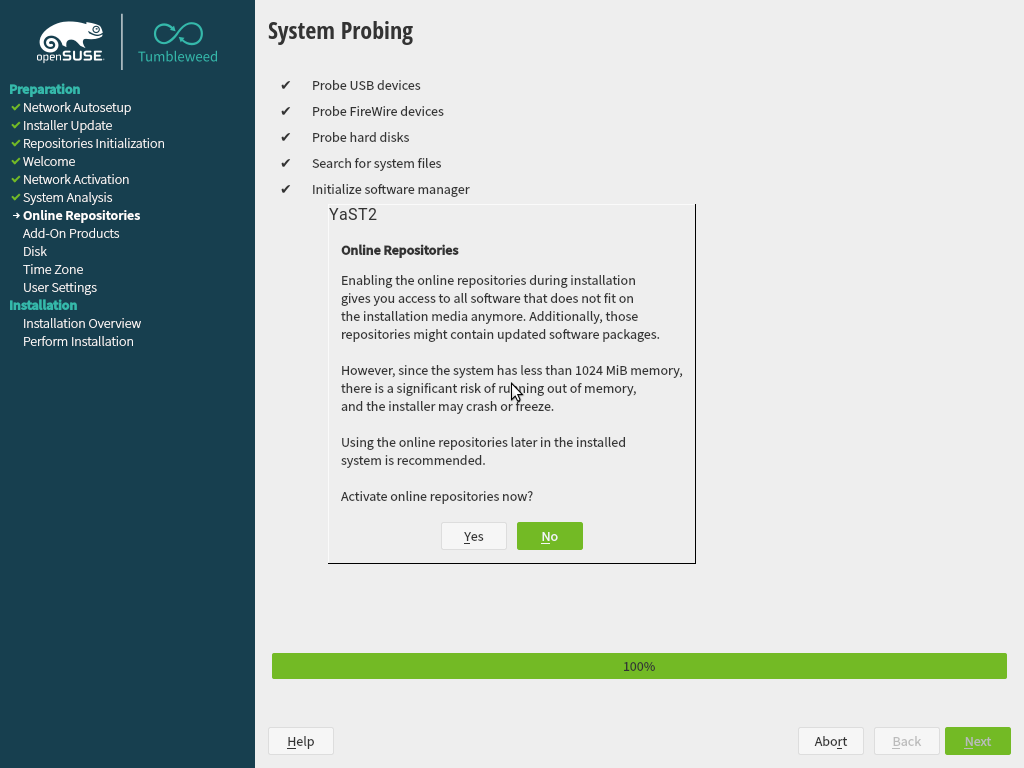 openSUSE
Tumbleweed
Preparation
Network Autosetup
Installer Update
Repositories Initialization
Welcome
Network Activation
System Analysis
Online Repositories
Add-On Products
Disk
Time Zone
User Settings
Installation
Installation Overview
Perform Installation
System Probing
Probe USB devices
Probe FireWire devices
Probe hard disks
Search for system files
Initialize software manager
YaST2
Online Repositories
Enabling the online repositories during installation
gives you access to all software that does not fit on
the installation media anymore. Additionally, those
repositories might contain updated software packages.
However, since the system has less than 1024 MiB memory,
there is a significant risk of running out of memory,
and the installer may crash or freeze.
Using the online repositories later in the installed
system is recommended.
Activate online repositories now?
Yes No
100%
Help Abort Back Next